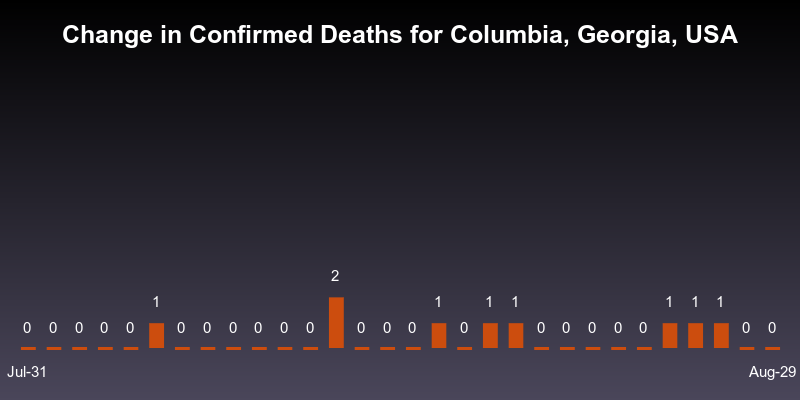 Change in Confirmed Deaths for Columbia, Georgia, USA
2
1 1 1 1 1 1 1
0 0 0 0 0 0 0 0 0 0 0 0 0 0 0 0 0 0 0 0 0 0
Jul-31 Aug-29